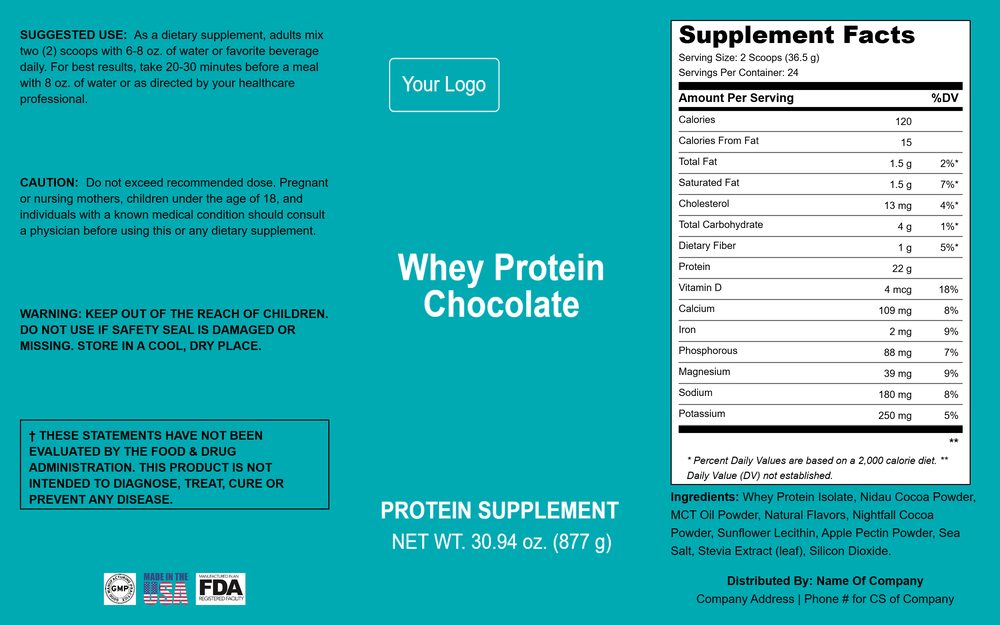 SUGGESTED USE: As a dietary supplement, adults mix
two (2) scoops with 6-8 oz. of water or favorite beverage
daily. For best results, take 20-30 minutes before a meal
with 8 oz. of water or as directed by your healthcare
professional.
CAUTION: Do not exceed recommended dose. Pregnant
or nursing mothers, children under the age of 18, and
individuals with a known medical condition should consult
a physician before using this or any dietary supplement.
WARNING: KEEP OUT OF THE REACH OF CHILDREN.
DO NOT USE IF SAFETY SEAL IS DAMAGED OR
MISSING. STORE IN A COOL, DRY PLACE.
† THESE STATEMENTS HAVE NOT BEEN
EVALUATED BY THE FOOD & DRUG
ADMINISTRATION. THIS PRODUCT IS NOT
INTENDED TO DIAGNOSE, TREAT, CURE OR
PREVENT ANY DISEASE.
GMP
MADE IN THE
USA
MANUFACTURED IN AN
FDA
REGISTERED FACILITY
Your Logo
Whey Protein
Chocolate
PROTEIN SUPPLEMENT
NET WT. 30.94 oz. (877 g)
Supplement Facts
Serving Size: 2 Scoops (36.5 g)
Servings Per Container: 24
Amount Per Serving %DV
Calories 120
Calories From Fat 15
Total Fat 1.5 g 2%*
Saturated Fat 1.5 g 7%*
Cholesterol 13 mg 4%*
Total Carbohydrate 4 g 1%*
Dietary Fiber 1 g 5%*
Protein 22 g
Vitamin D 4 mcg 18%
Calcium 109 mg 8%
Iron 2 mg 9%
Phosphorous 88 mg 7%
Magnesium 39 mg 9%
Sodium 180 mg 8%
Potassium 250 mg 5%
**
* Percent Daily Values are based on a 2,000 calorie diet. **
Daily Value (DV) not established.
Ingredients: Whey Protein Isolate, Nidau Cocoa Powder,
MCT Oil Powder, Natural Flavors, Nightfall Cocoa
Powder, Sunflower Lecithin, Apple Pectin Powder, Sea
Salt, Stevia Extract (leaf), Silicon Dioxide.
Distributed By: Name Of Company
Company Address | Phone # for CS of Company